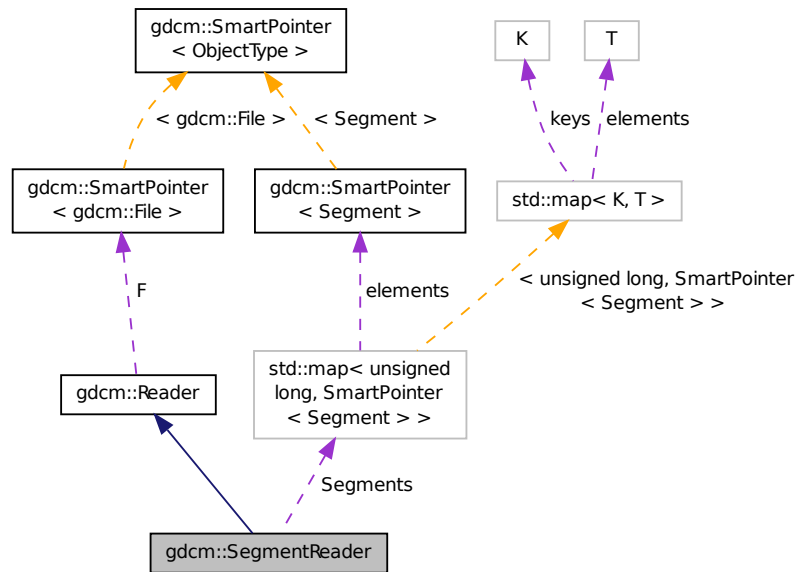 gdcm::SmartPointer
< ObjectType >
K
T
< gdcm::File >
< Segment >
keys
elements
gdcm::SmartPointer
< gdcm::File >
gdcm::SmartPointer
< Segment >
std::map< K, T >
F
elements
< unsigned long, SmartPointer
< Segment > >
gdcm::Reader
std::map< unsigned
long, SmartPointer
< Segment > >
Segments
gdcm::SegmentReader